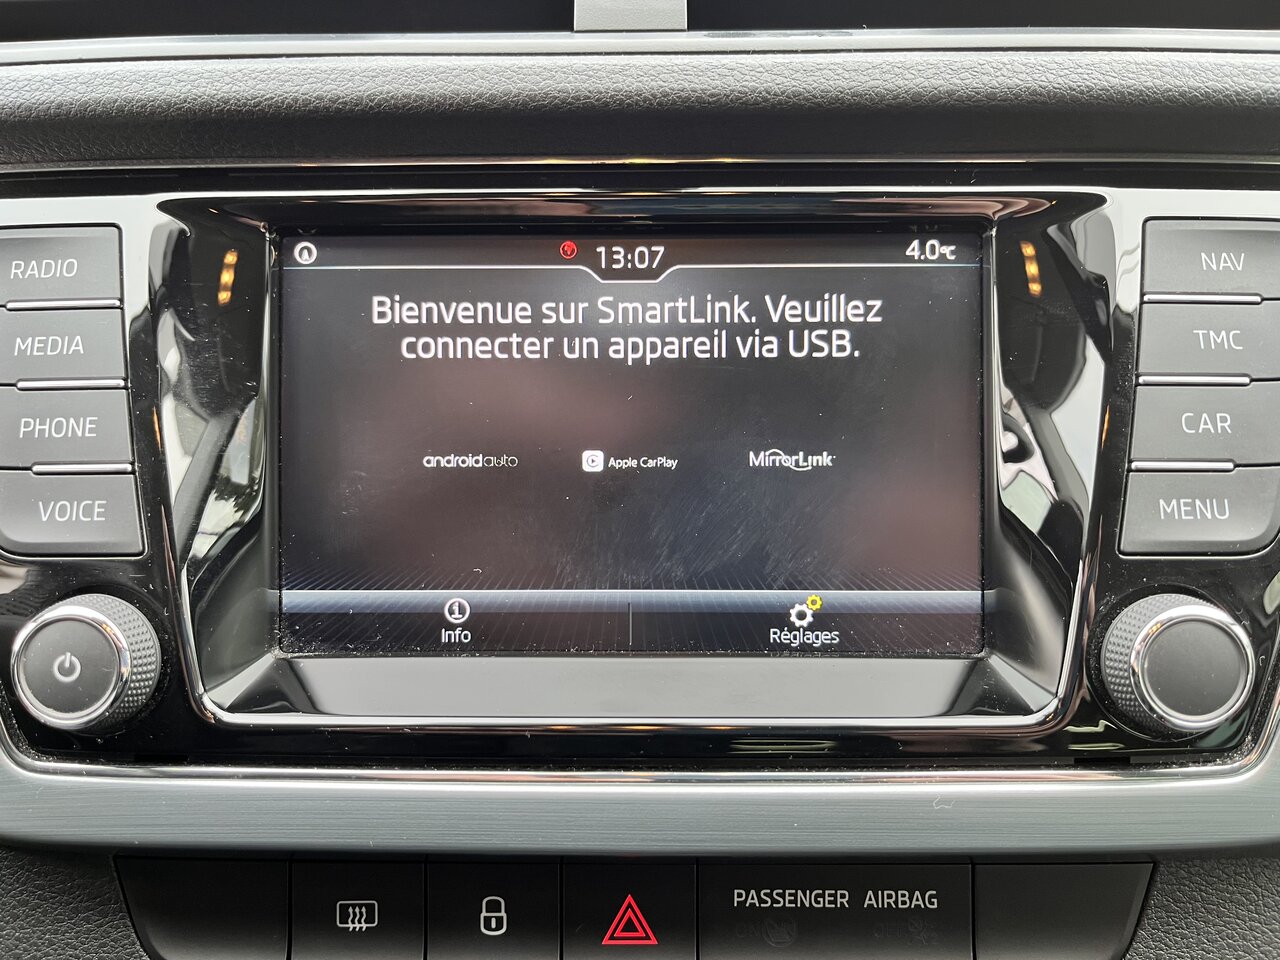 13:07
4.0°C
Bienvenue sur SmartLink. Veuillez
connecter un appareil via USB.
androidauto
Apple CarPlay
MirrorLink
Info
Réglages
RADIO
MEDIA
PHONE
VOICE
NAV
TMC
CAR
MENU
PASSENGER AIRBAG